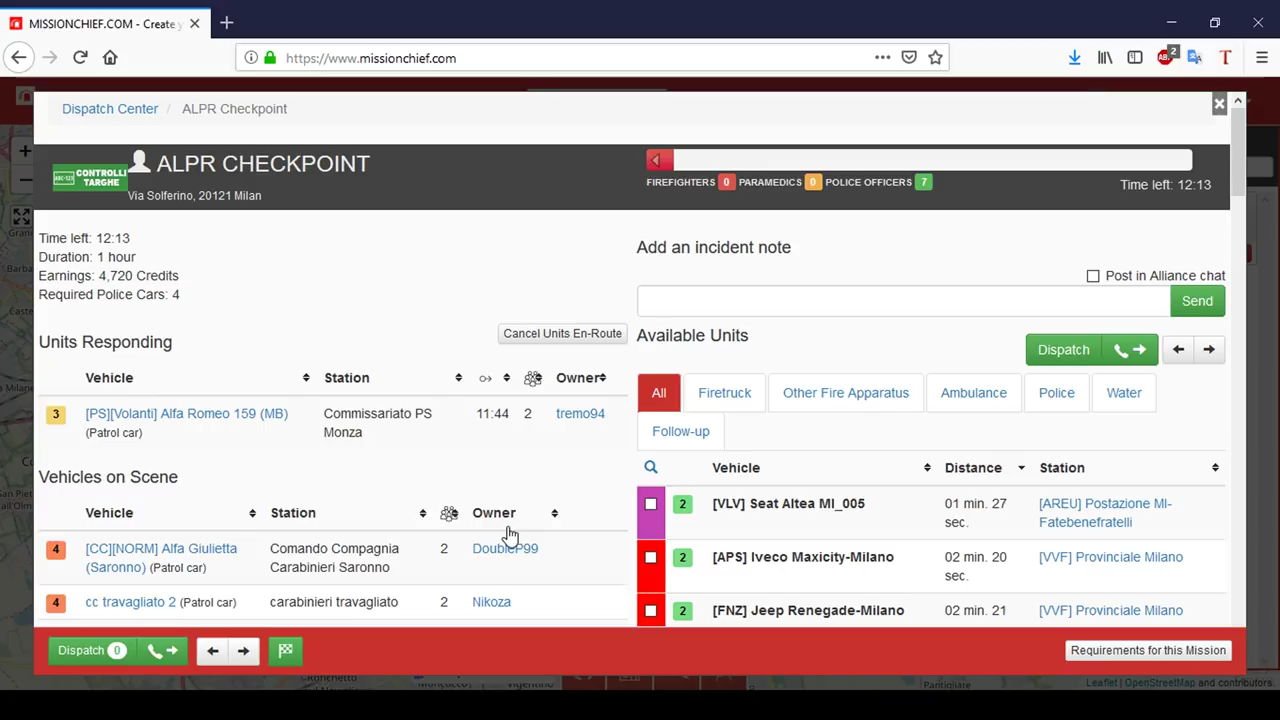 MISSIONCHIEF.COM - Create y
https://www.missionchief.com
2
Dispatch Center / ALPR Checkpoint
CONTROLLI
TARGHE
ALPR CHECKPOINT
Via Solferino, 20121 Milan
FIREFIGHTERS 0 PARAMEDICS 0 POLICE OFFICERS 7
Time left: 12:13
Time left: 12:13
Duration: 1 hour
Earnings: 4,720 Credits
Required Police Cars: 4
Cancel Units En-Route
Units Responding
Vehicle Station Owner
3 [PS][Volanti] Alfa Romeo 159 (MB) Commissariato PS 11:44 2 tremo94
(Patrol car) Monza
Vehicles on Scene
Vehicle Station Owner
4 [CC][NORM] Alfa Giulietta Comando Compagnia 2 DoubleP99
(Saronno) (Patrol car) Carabinieri Saronno
4 cc travagliato 2 (Patrol car) carabinieri travagliato 2 Nikoza
Add an incident note
Post in Alliance chat
Send
Available Units
Dispatch
All Firetruck Other Fire Apparatus Ambulance Police Water
Follow-up
Vehicle Distance Station
2 [VLV] Seat Altea MI_005 01 min. 27 [AREU] Postazione MI-
sec. Fatebenefratelli
2 [APS] Iveco Maxicity-Milano 02 min. 20 [VVF] Provinciale Milano
sec.
2 [FNZ] Jeep Renegade-Milano 02 min. 21 [VVF] Provinciale Milano
Dispatch 0
Requirements for this Mission
Leaflet | OpenStreetMap and contributors.